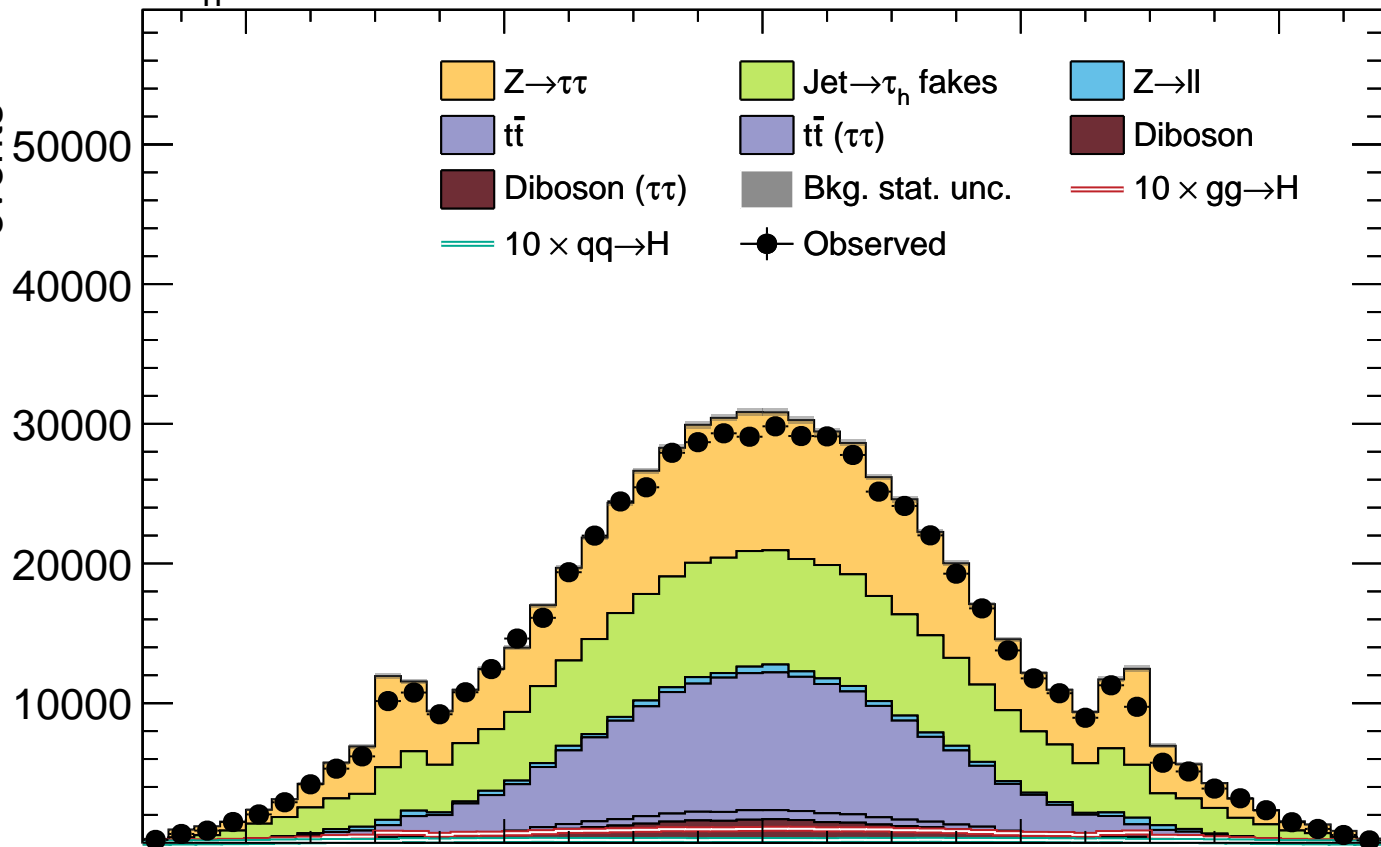 Z→ττ Jet→τh fakes Z→ll
tt̄ tt̄ (ττ) Diboson
Diboson (ττ) Bkg. stat. unc. 10 × gg→H
10 × qq→H Observed
50000
40000
30000
20000
10000